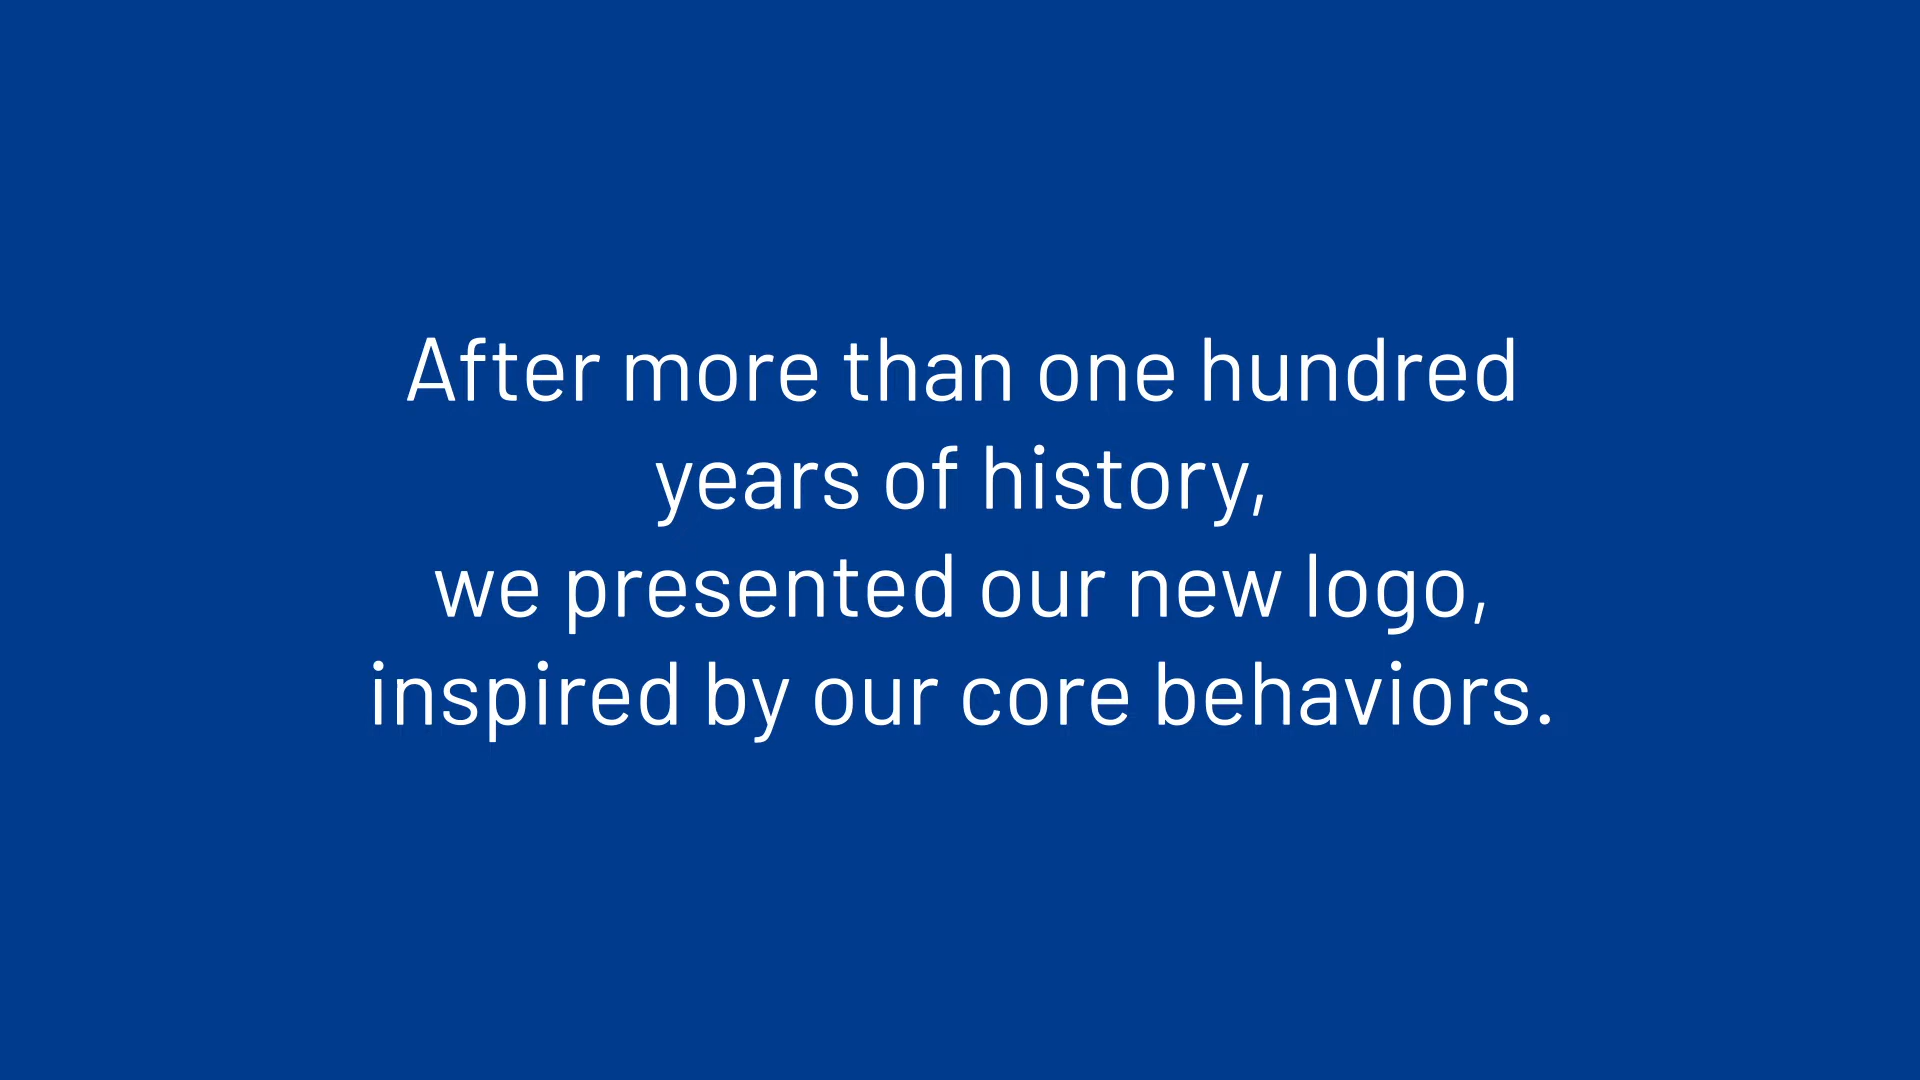 After more than one hundred
years of history,
we presented our new logo,
inspired by our core behaviors.